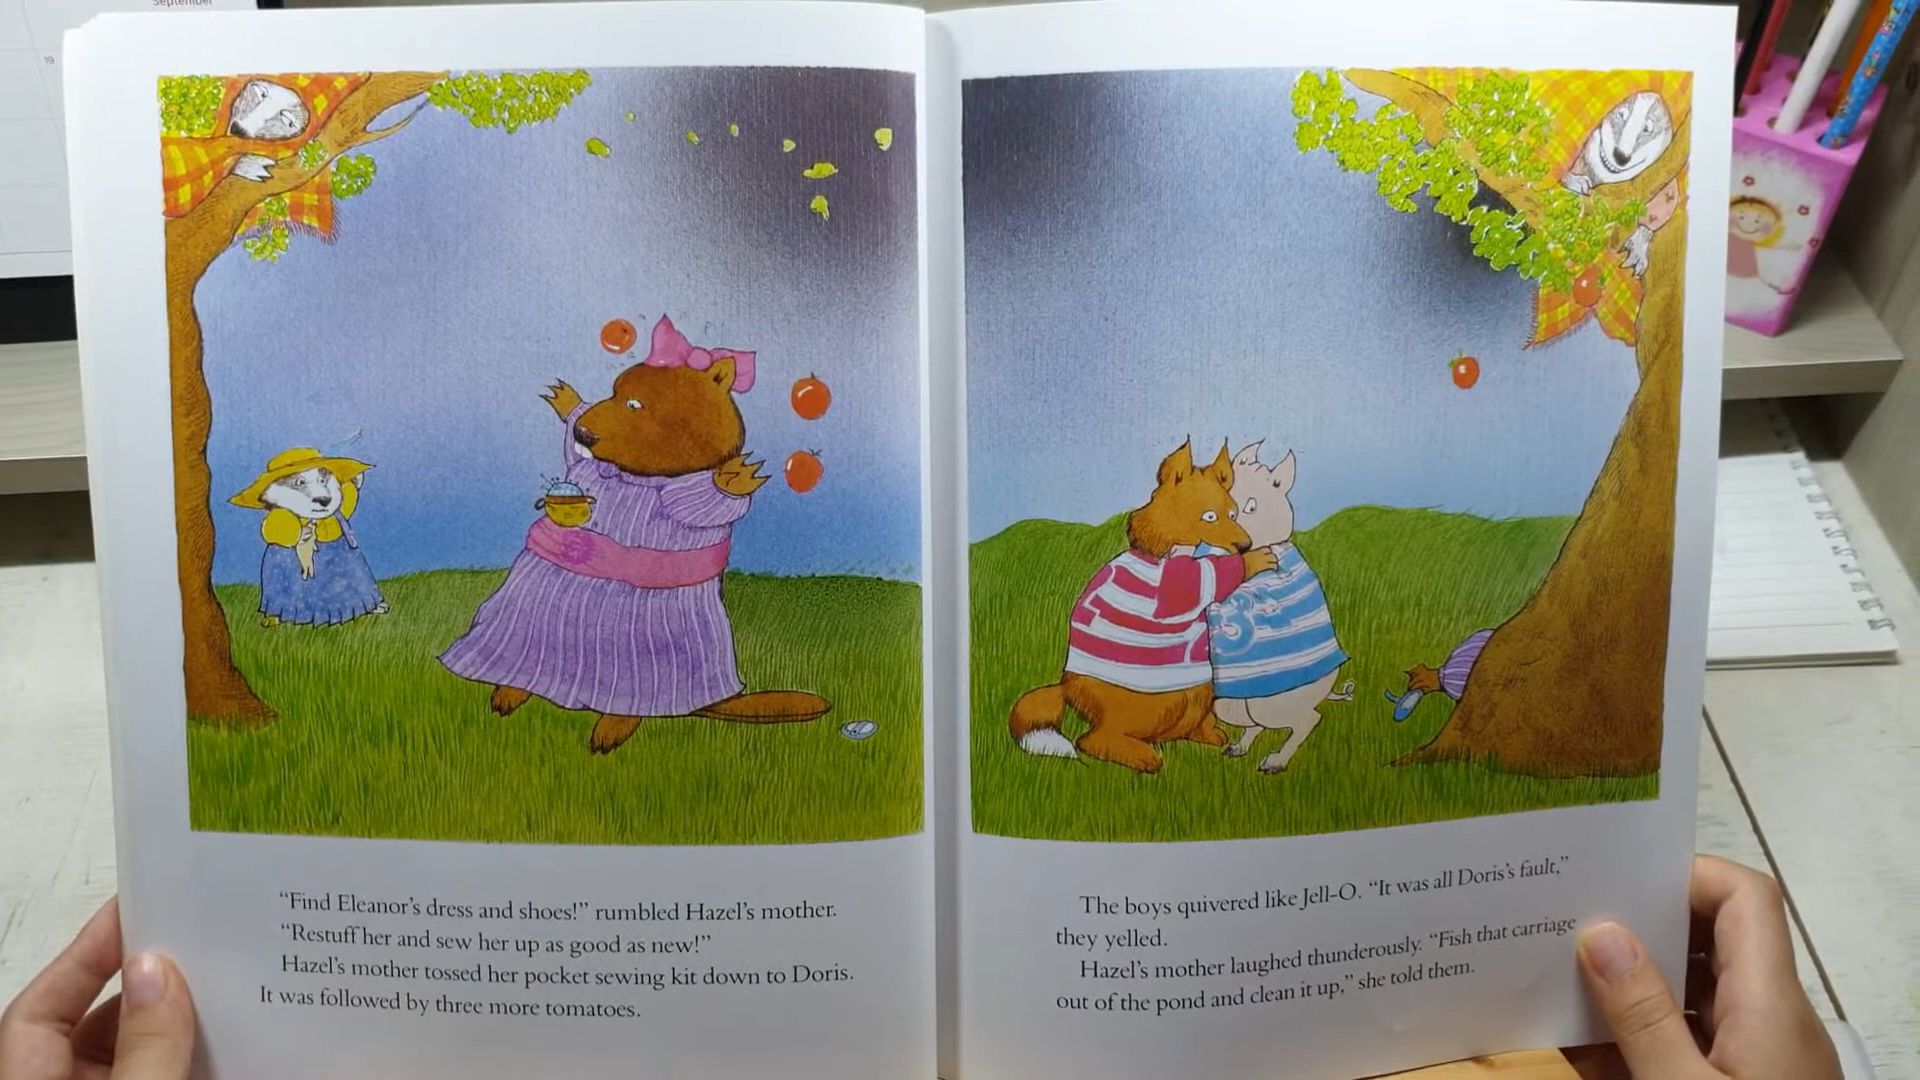 September
19
“Find Eleanor’s dress and shoes!” rumbled Hazel’s mother.
“Restuff her and sew her up as good as new!”
Hazel’s mother tossed her pocket sewing kit down to Doris.
It was followed by three more tomatoes.
The boys quivered like Jell-O. “It was all Doris’s fault,”
they yelled.
Hazel’s mother laughed thunderously. “Fish that carriage
out of the pond and clean it up,” she told them.